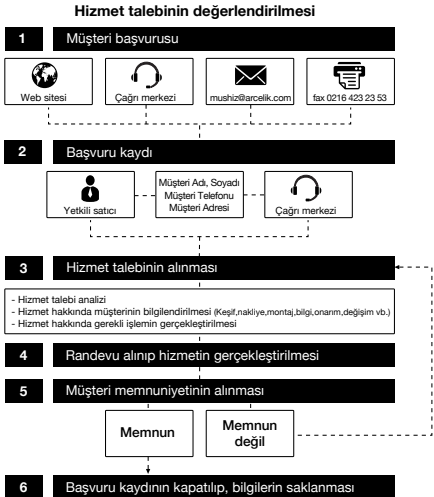 Hizmet talebinin değerlendirilmesi
1 Müşteri başvurusu
Web sitesi
Çağrı merkezi
mushiz@arcelik.com
fax 0216 423 23 53
2 Başvuru kaydı
Yetkili satıcı
Müşteri Adı, Soyadı
Müşteri Telefonu
Müşteri Adresi
Çağrı merkezi
3 Hizmet talebinin alınması
- Hizmet talebi analizi
- Hizmet hakkında müşterinin bilgilendirilmesi (Keşif,nakliye,montaj,bilgi,onarım,değişim vb.)
- Hizmet hakkında gerekli işlemin gerçekleştirilmesi
4 Randevu alınıp hizmetin gerçekleştirilmesi
5 Müşteri memnuniyetinin alınması
Memnun
Memnun
değil
6 Başvuru kaydının kapatılıp, bilgilerin saklanması